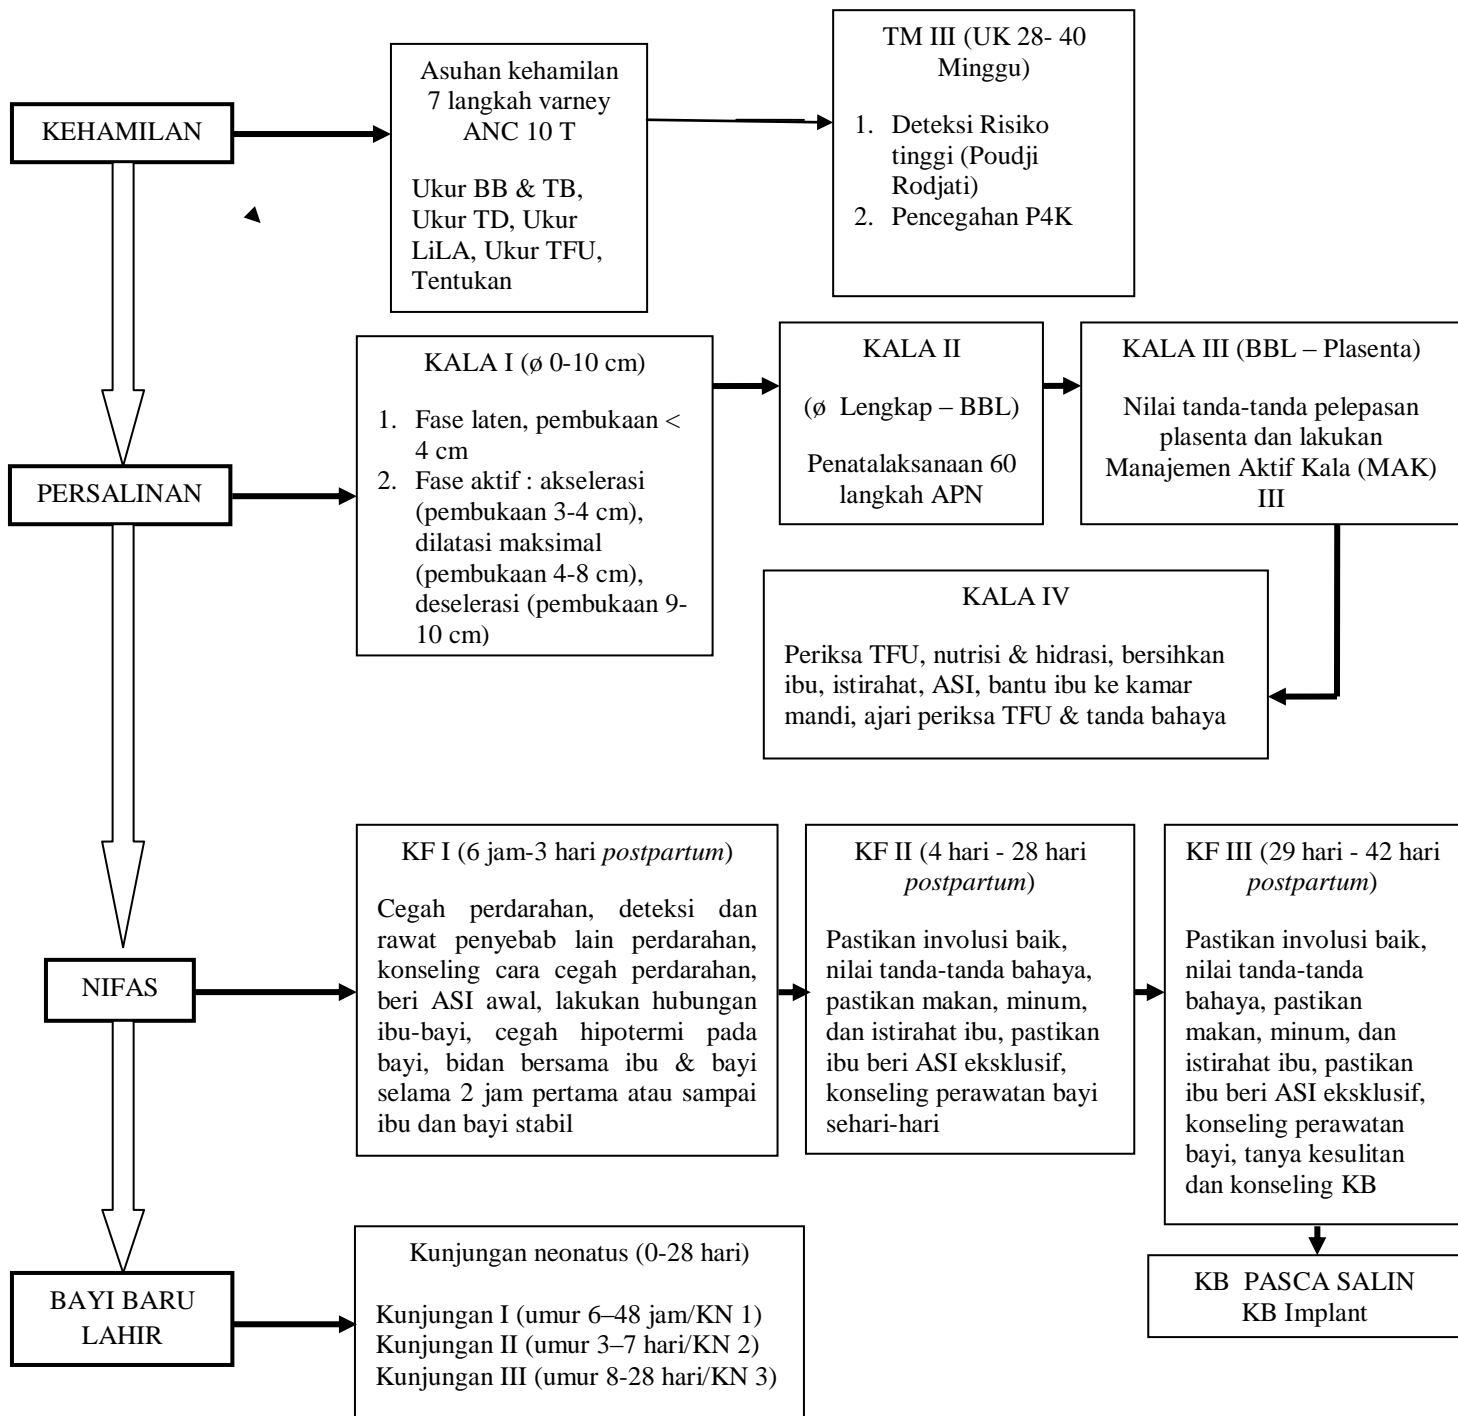 KEHAMILAN
Asuhan kehamilan
7 langkah varney
ANC 10 T
Ukur BB & TB,
Ukur TD, Ukur
LiLA, Ukur TFU,
Tentukan
TM III (UK 28- 40
Minggu)
1. Deteksi Risiko
tinggi (Poudji
Rodjati)
2. Pencegahan P4K
PERSALINAN
KALA I (ø 0-10 cm)
1. Fase laten, pembukaan <
4 cm
2. Fase aktif : akselerasi
(pembukaan 3-4 cm),
dilatasi maksimal
(pembukaan 4-8 cm),
deselerasi (pembukaan 9-
10 cm)
KALA II
(ø Lengkap – BBL)
Penatalaksanaan 60
langkah APN
KALA III (BBL – Plasenta)
Nilai tanda-tanda pelepasan
plasenta dan lakukan
Manajemen Aktif Kala (MAK)
III
KALA IV
Periksa TFU, nutrisi & hidrasi, bersihkan
ibu, istirahat, ASI, bantu ibu ke kamar
mandi, ajari periksa TFU & tanda bahaya
NIFAS
KF I (6 jam-3 hari postpartum)
Cegah perdarahan, deteksi dan
rawat penyebab lain perdarahan,
konseling cara cegah perdarahan,
beri ASI awal, lakukan hubungan
ibu-bayi, cegah hipotermi pada
bayi, bidan bersama ibu & bayi
selama 2 jam pertama atau sampai
ibu dan bayi stabil
KF II (4 hari - 28 hari
postpartum)
Pastikan involusi baik,
nilai tanda-tanda bahaya,
pastikan makan, minum,
dan istirahat ibu, pastikan
ibu beri ASI eksklusif,
konseling perawatan bayi
sehari-hari
KF III (29 hari - 42 hari
postpartum)
Pastikan involusi baik,
nilai tanda-tanda
bahaya, pastikan
makan, minum, dan
istirahat ibu, pastikan
ibu beri ASI eksklusif,
konseling perawatan
bayi, tanya kesulitan
dan konseling KB
KB PASCA SALIN
KB Implant
BAYI BARU
LAHIR
Kunjungan neonatus (0-28 hari)
Kunjungan I (umur 6–48 jam/KN 1)
Kunjungan II (umur 3–7 hari/KN 2)
Kunjungan III (umur 8-28 hari/KN 3)